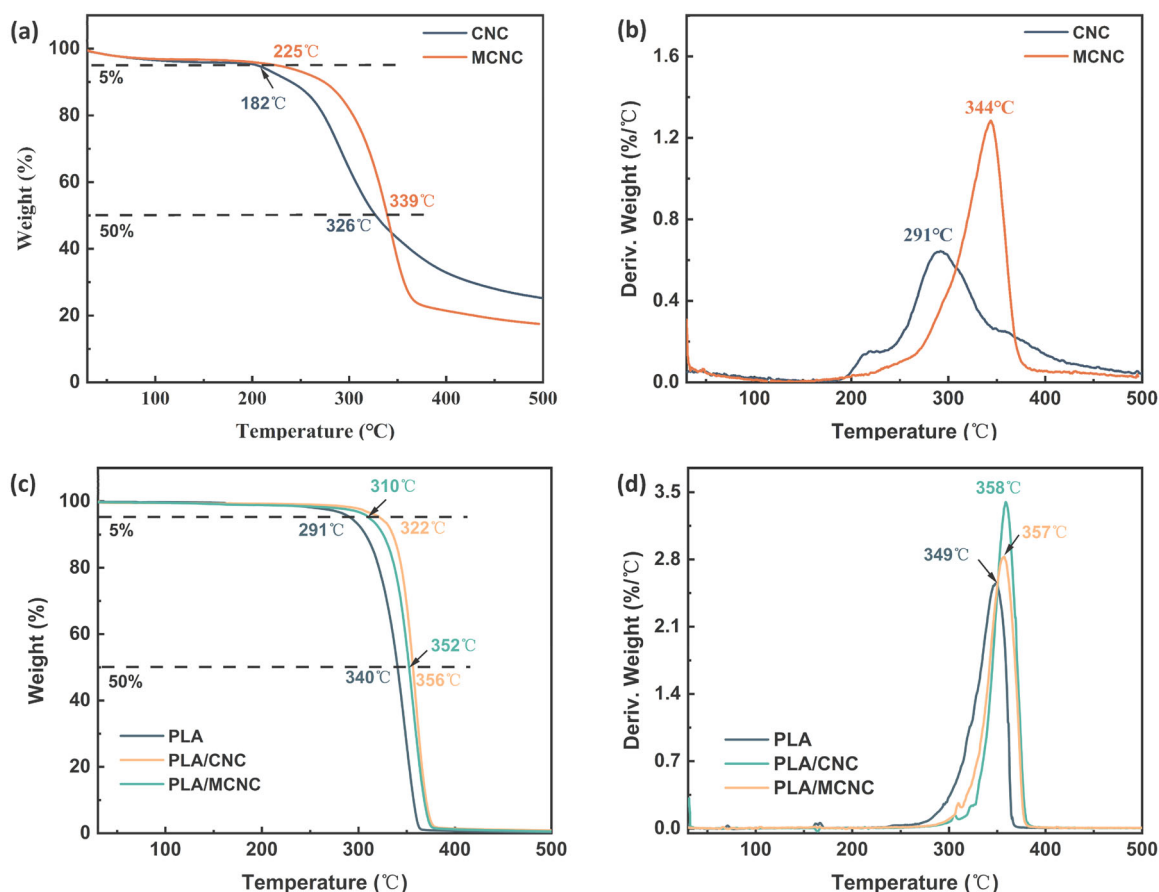 (a)
CNC
MCNC
225℃
5%
182℃
339℃
326℃
50%
100
80
60
40
20
0
100 200 300 400 500
Weight (%)
Temperature (°C)
(b)
CNC
MCNC
344°C
291°C
1.8
1.5
1.2
0.9
0.6
0.3
0.0
100 200 300 400 500
Deriv. Weight (%/℃)
Temperature (℃)
(c)
310℃
5%
291℃
322℃
352℃
50%
340℃
356℃
PLA
PLA/CNC
PLA/MCNC
100
80
60
40
20
0
100 200 300 400 500
Weight (%)
Temperature (℃)
(d)
358℃
357℃
349℃
PLA
PLA/CNC
PLA/MCNC
3.5
2.8
2.1
1.4
0.7
0.0
100 200 300 400 500
Deriv. Weight (%/℃)
Temperature (℃)